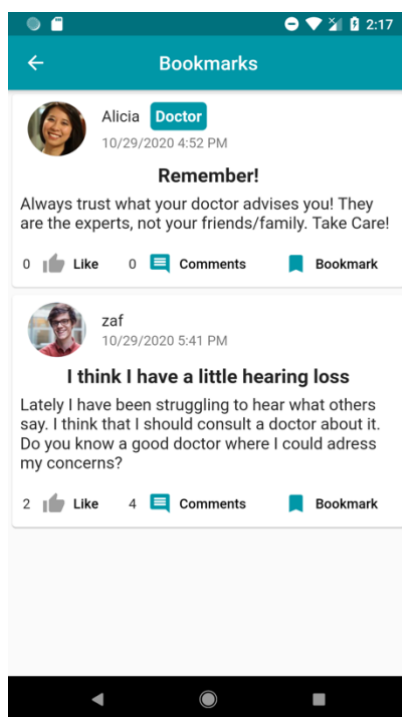 2:17
Bookmarks
Alicia Doctor
10/29/2020 4:52 PM
Remember!
Always trust what your doctor advises you! They
are the experts, not your friends/family. Take Care!
0 Like 0 Comments Bookmark
zaf
10/29/2020 5:41 PM
I think I have a little hearing loss
Lately I have been struggling to hear what others
say. I think that I should consult a doctor about it.
Do you know a good doctor where I could adress
my concerns?
2 Like 4 Comments Bookmark